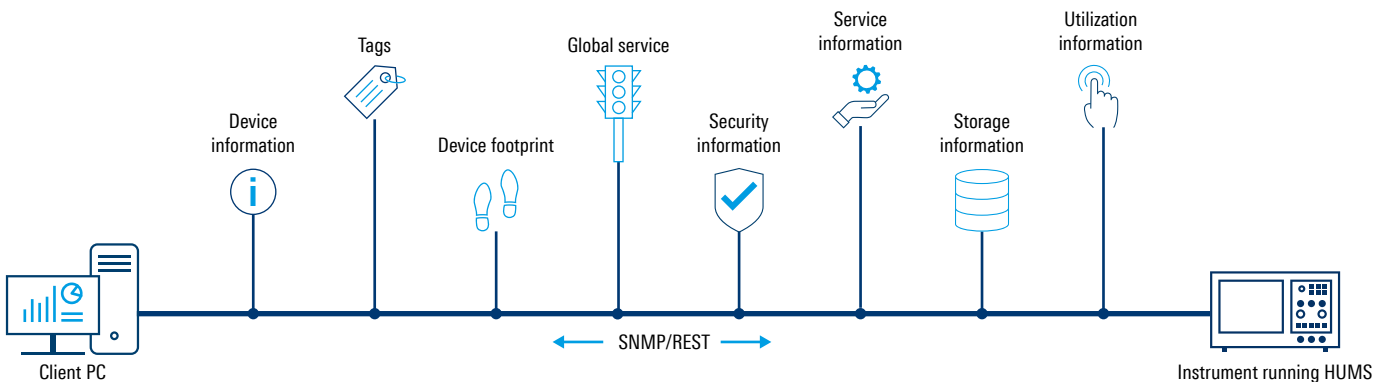 Device
information
Tags
Device footprint
Global service
Security
information
Service
information
Storage
information
Utilization
information
SNMP/REST
Client PC
Instrument running HUMS